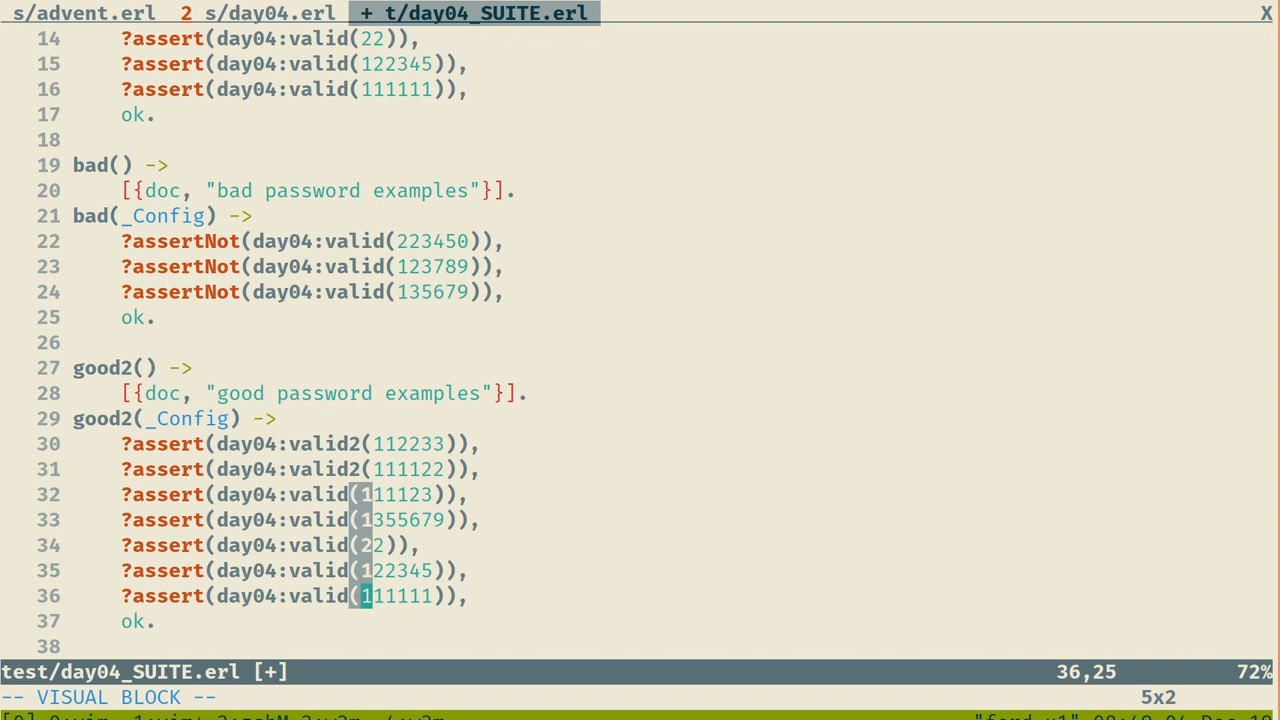 s/advent.erl  2 s/day04.erl  + t/day04_SUITE.erl  X
14     ?assert(day04:valid(22)),
15     ?assert(day04:valid(122345)),
16     ?assert(day04:valid(111111)),
17     ok.
18
19 bad() ->
20     [{doc, "bad password examples"}].
21 bad(_Config) ->
22     ?assertNot(day04:valid(223450)),
23     ?assertNot(day04:valid(123789)),
24     ?assertNot(day04:valid(135679)),
25     ok.
26
27 good2() ->
28     [{doc, "good password examples"}].
29 good2(_Config) ->
30     ?assert(day04:valid2(112233)),
31     ?assert(day04:valid2(111122)),
32     ?assert(day04:valid(111123)),
33     ?assert(day04:valid(1355679)),
34     ?assert(day04:valid(22)),
35     ?assert(day04:valid(122345)),
36     ?assert(day04:valid(111111)),
37     ok.
38
test/day04_SUITE.erl [+]  36,25  72%
-- VISUAL BLOCK --  5x2